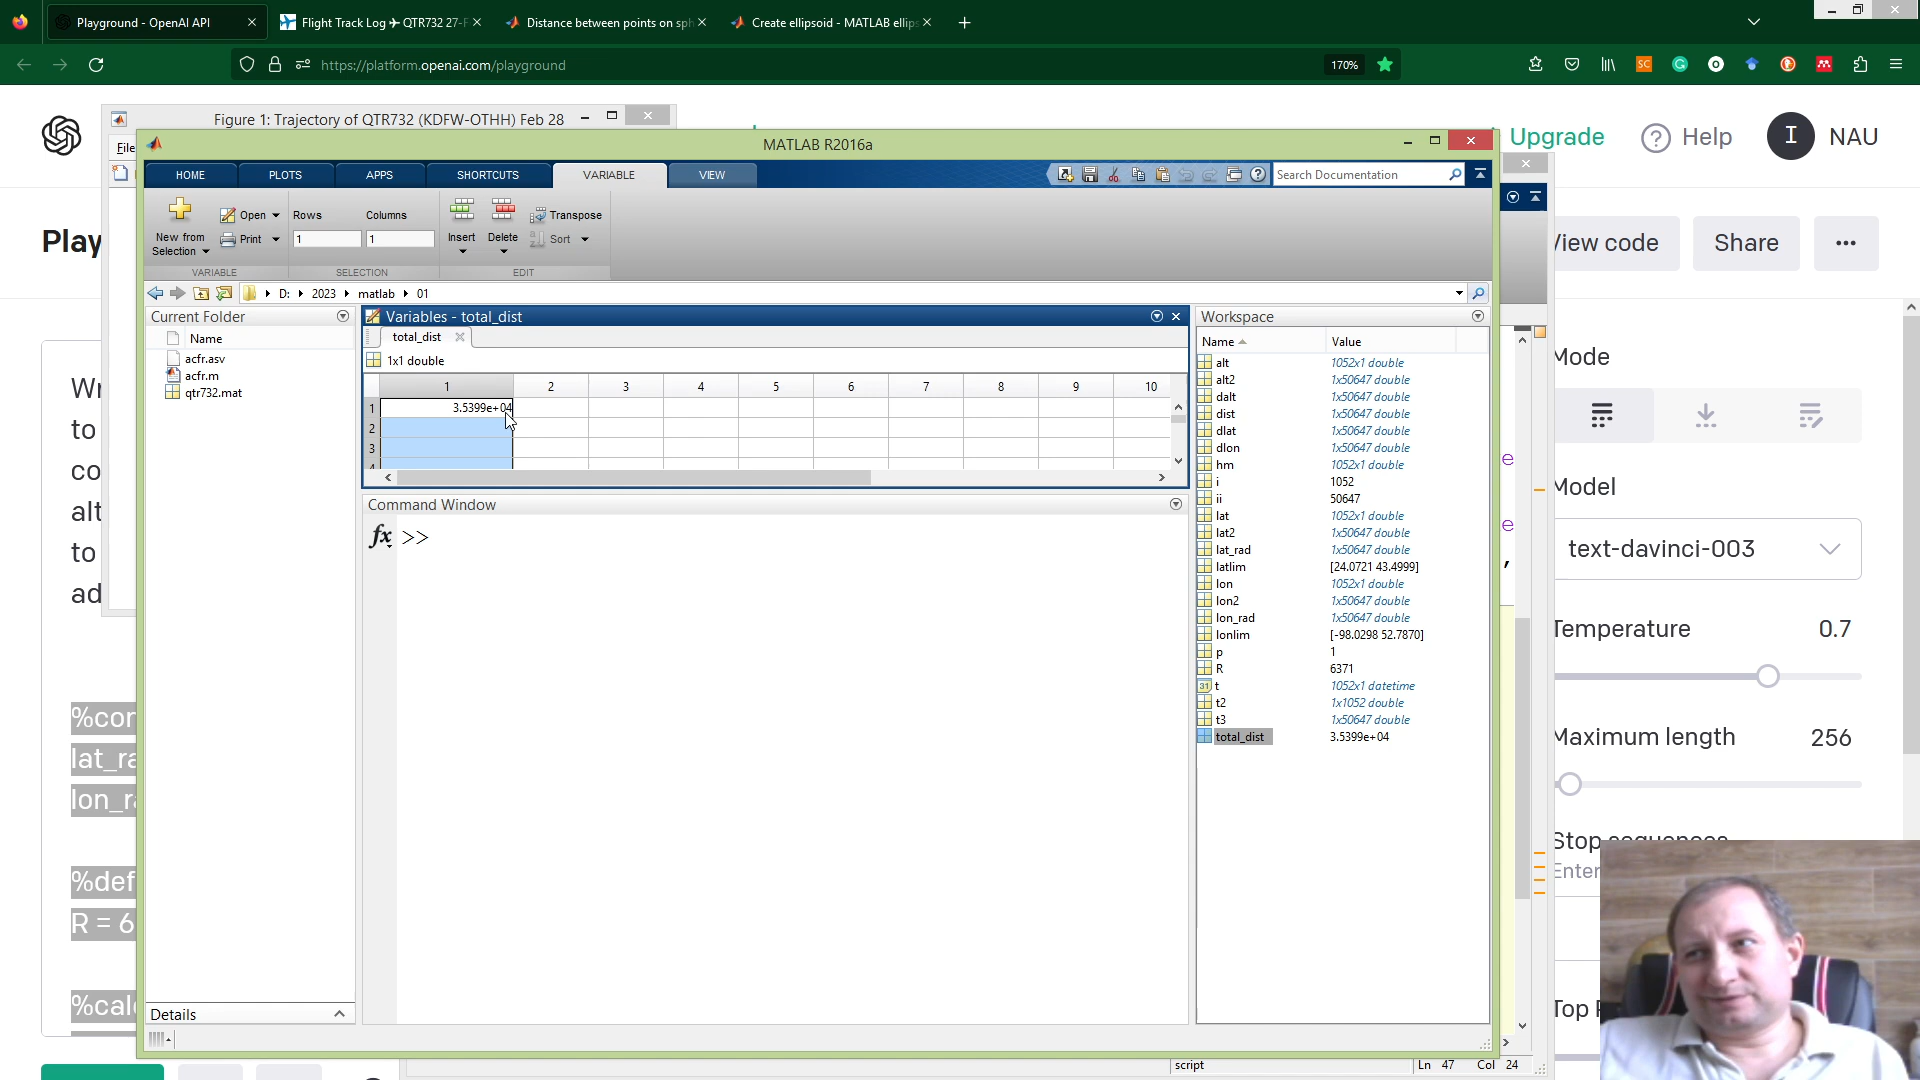 Playground - OpenAI API
Flight Track Log ✈ QTR732 27-F
Distance between points on sph
Create ellipsoid - MATLAB ellips
https://platform.openai.com/playground
170%
Figure 1: Trajectory of QTR732 (KDFW-OTHH) Feb 28
Upgrade
Help
I
NAU
File
MATLAB R2016a
HOME
PLOTS
APPS
SHORTCUTS
VARIABLE
VIEW
Search Documentation
New from
Selection
Open
Print
Rows
Columns
1
1
Insert
Delete
Transpose
Sort
VARIABLE
SELECTION
EDIT
Play
View code
Share
D: 2023 matlab 01
Current Folder
Name
acfr.asv
acfr.m
qtr732.mat
Details
Variables - total_dist
total_dist
1x1 double
1 2 3 4 5 6 7 8 9 10
1 3.5399e+04
2
3
4
Command Window
fx >>
Workspace
Name Value
alt 1052x1 double
alt2 1x50647 double
dalt 1x50647 double
dist 1x50647 double
dlat 1x50647 double
dlon 1x50647 double
hm 1052x1 double
i 1052
ii 50647
lat 1052x1 double
lat2 1x50647 double
lat_rad 1x50647 double
latlim [24.0721 43.4999]
lon 1052x1 double
lon2 1x50647 double
lon_rad 1x50647 double
lonlim [-98.0298 52.7870]
p 1
R 6371
t 1052x1 datetime
t2 1x1052 double
t3 1x50647 double
total_dist 3.5399e+04
Wr
to
co
alt
to
ad
%cor
lat_ra
lon_ra
%def
R = 6
%calc
e
e
,
Mode
Model
text-davinci-003
Temperature 0.7
Maximum length 256
Stop sequences
Enter
Top P
script
Ln 47 Col 24